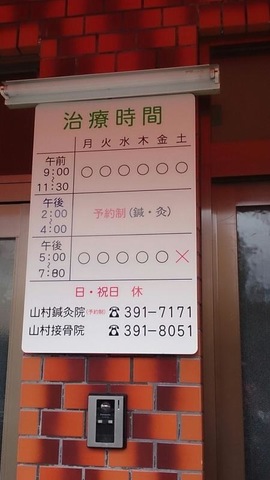 治療時間
月火水木金土
午前
9:00
~
11:30
○○○○○○
午後
2:00
~
4:00
予約制(鍼・灸)
午後
5:00
~
7:00
○○○○○×
日・祝日 休
山村鍼灸院(予約制)☎391-7171
山村接骨院 ☎391-8051